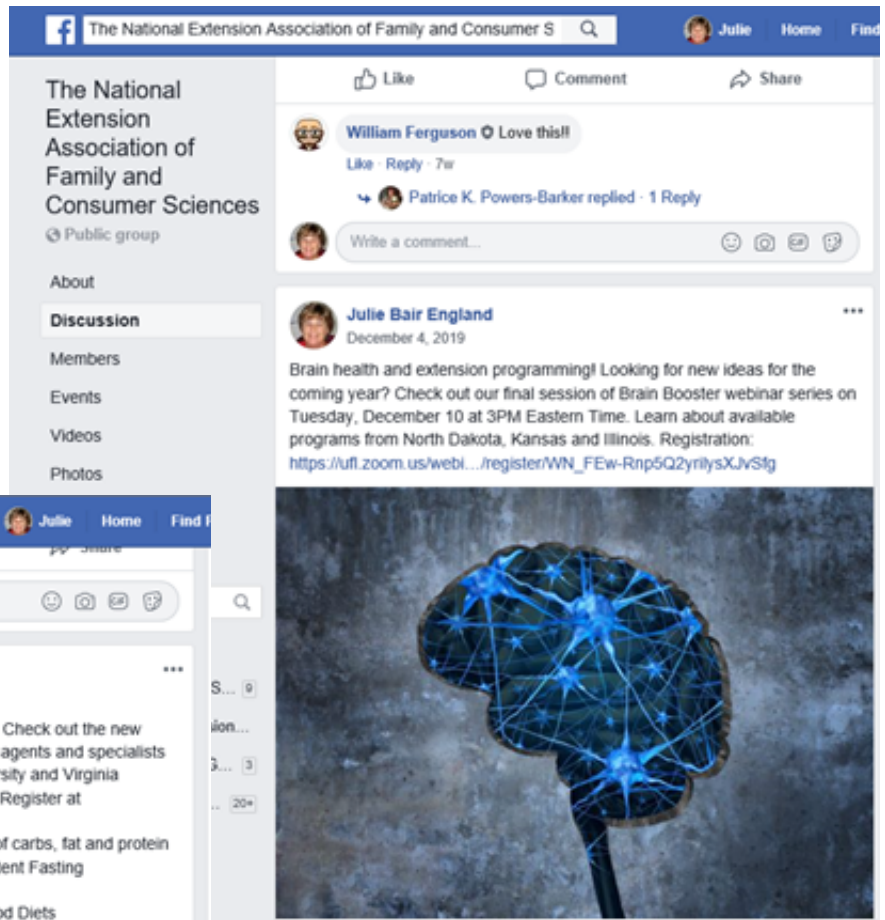 The National Extension Association of Family and Consumer S
Julie Home Find
The National
Extension
Association of
Family and
Consumer Sciences
Public group
About
Discussion
Members
Events
Videos
Photos
Like Comment Share
William Ferguson Love this!!
Like · Reply · 7w
Patrice K. Powers-Barker replied · 1 Reply
Write a comment...
GIF
Julie Bair England
December 4, 2019
Brain health and extension programming! Looking for new ideas for the
coming year? Check out our final session of Brain Booster webinar series on
Tuesday, December 10 at 3PM Eastern Time. Learn about available
programs from North Dakota, Kansas and Illinois. Registration:
https://ufl.zoom.us/webi.../register/WN_FEw-Rnp5Q2yrilysXJvSfg
Julie Home Find
Share
GIF
Check out the new
agents and specialists
sity and Virginia
Register at
of carbs, fat and protein
ent Fasting
od Diets
S... 9
sion...
G... 3
... 20+